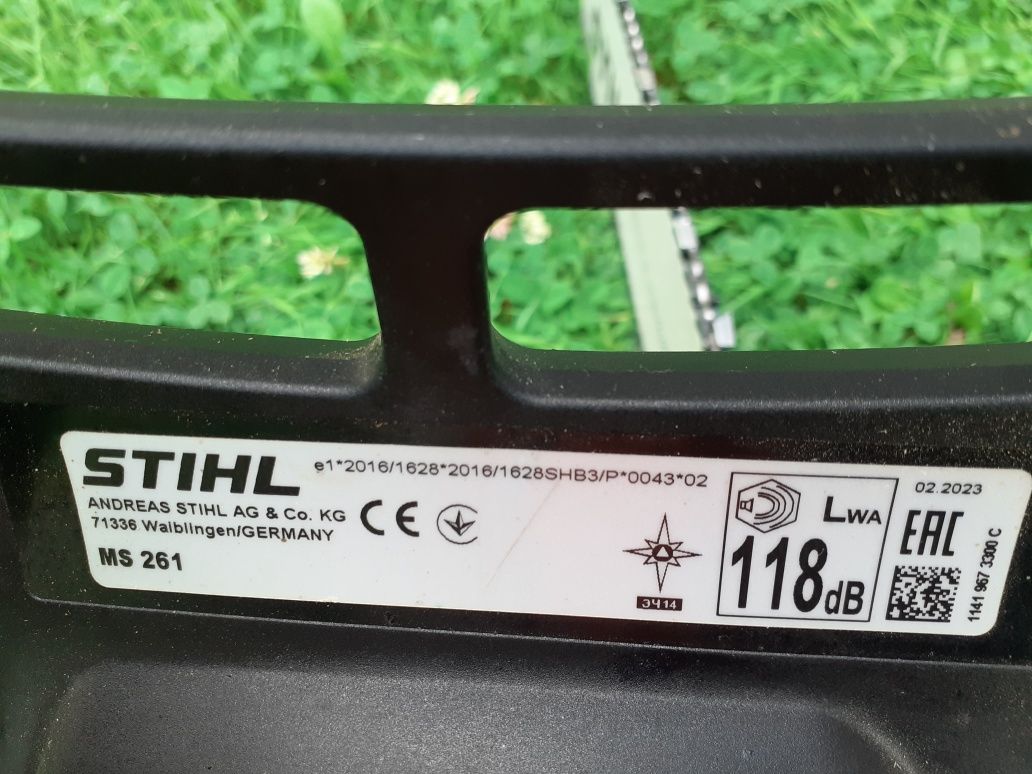 STIHL
e1*2016/1628*2016/1628SHB3/P*0043*02
ANDREAS STIHL AG & Co. KG
71336 Waiblingen/GERMANY
MS 261
CE
ЭЧ14
LWA
118dB
02.2023
EAC
1141 967 3300 C